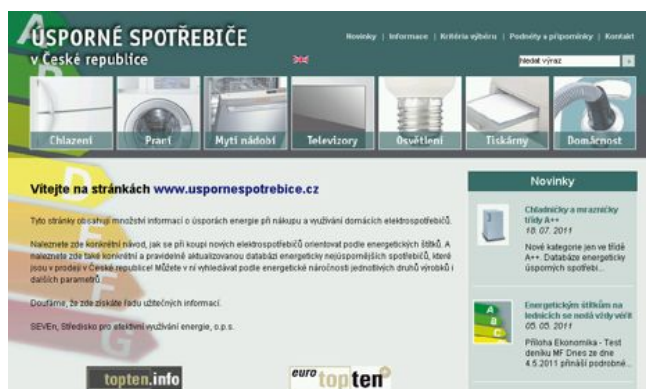 ÚSPORNÉ SPOTŘEBIČE
v České republice
Novinky | Informace | Kritéria výběru | Podněty a připomínky | Kontakt
hledat výraz
Chlazení
Praní
Mytí nádobí
Televizory
Osvětlení
Tiskárny
Domácnost
Vítejte na stránkách www.uspornespotrebice.cz
Tyto stránky obsahují množství informací o úsporách energie při nákupu a využívání domácích elektrospotřebičů.
Naleznete zde konkrétní návod, jak se při koupi nových elektrospotřebičů orientovat podle energetických štítků. A
naleznete zde také konkrétní a pravidelně aktualizovanou databázi energeticky nejúspornějších spotřebičů, které
jsou v prodeji v České republice! Můžete v ní vyhledávat podle energetické náročnosti jednotlivých druhů výrobků i
dalších parametrů.
Doufáme, že zde získáte řadu užitečných informací.
SEVEn, Středisko pro efektivní využívání energie, o.p.s.
topten.info
euro topten
Novinky
Chladničky a mrazničky
třídy A++
18. 07. 2011
Nové kategorie jen ve třídě
A++. Databáze energeticky
úsporných spotřebi...
Energetickým štítkům na
lednicích se nedá vždy věřit
05. 05. 2011
Příloha Ekonomika - Test
deníku MF Dnes ze dne
4.5.2011 přináší podrobné...
A
B
C
D
E
F
G